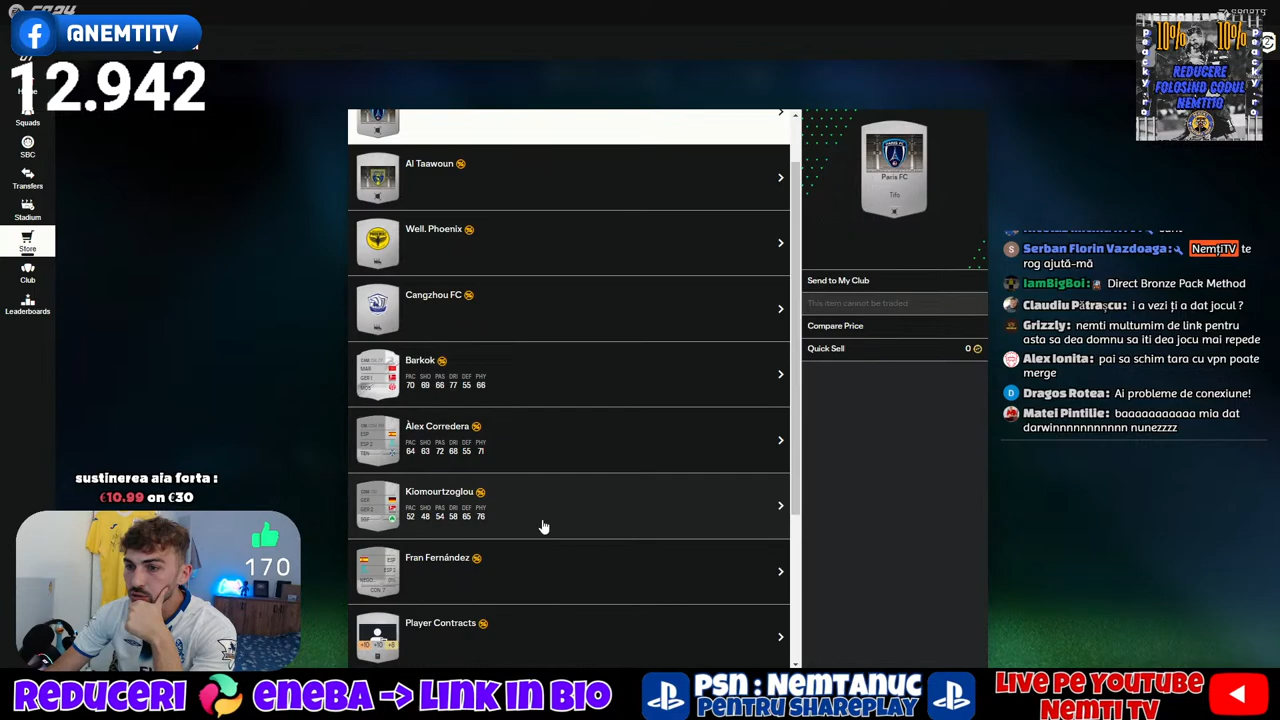 @NEMTITV
12.942
Squads
SBC
Transfers
Stadium
Store
Club
Leaderboards
sustinerea aia forta :
€10.99 on €30
170
Al Taawoun
Well. Phoenix
Cangzhou FC
Barkok
PAC SHO PAS DRI DEF PHY
70 69 66 77 55 66
Àlex Corredera
PAC SHO PAS DRI DEF PHY
64 63 72 68 55 71
Kiomourtzoglou
PAC SHO PAS DRI DEF PHY
52 48 54 58 65 76
Fran Fernández
Player Contracts
Paris FC
Tifo
Send to My Club
This item cannot be traded
Compare Price
Quick Sell 0
10% 10%
REDUCERE
FOLOSIND CODUL
NEMTI10
Serban Florin Vazdoaga: NemțiTV te
rog ajută-mă
IamBigBoi: Direct Bronze Pack Method
Claudiu Pătrașcu: i a vezi ți a dat jocul ?
Grizzly: nemti multumim de link pentru
asta sa dea domnu sa iti dea jocu mai repede
Alex Ionita: pai sa schim tara cu vpn poate
merge
Dragos Rotea: Ai probleme de conexiune!
Matei Pintilie: baaaaaaaaaa mia dat
darwinnnnnnnnnn nunezzzz
REDUCERI ENEBA -> LINK IN BIO
PSN : NEMTANUC
PENTRU SHAREPLAY
LIVE PE YOUTUBE
NEMTI TV